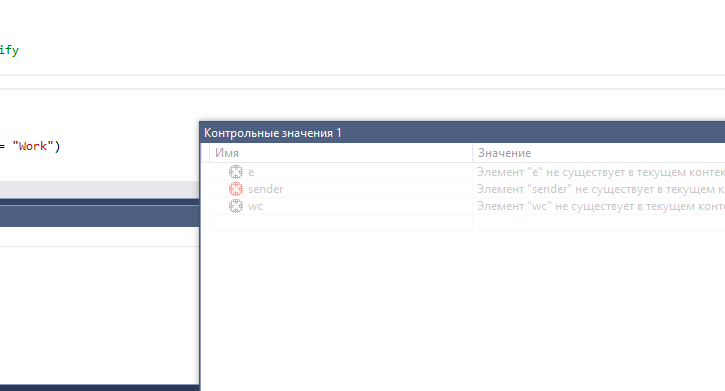 ify
= "Work")
Контрольные значения 1
Имя Значение
e Элемент "e" не существует в текущем конте
sender Элемент "sender" не существует в текущем к
wc Элемент "wc" не существует в текущем конт